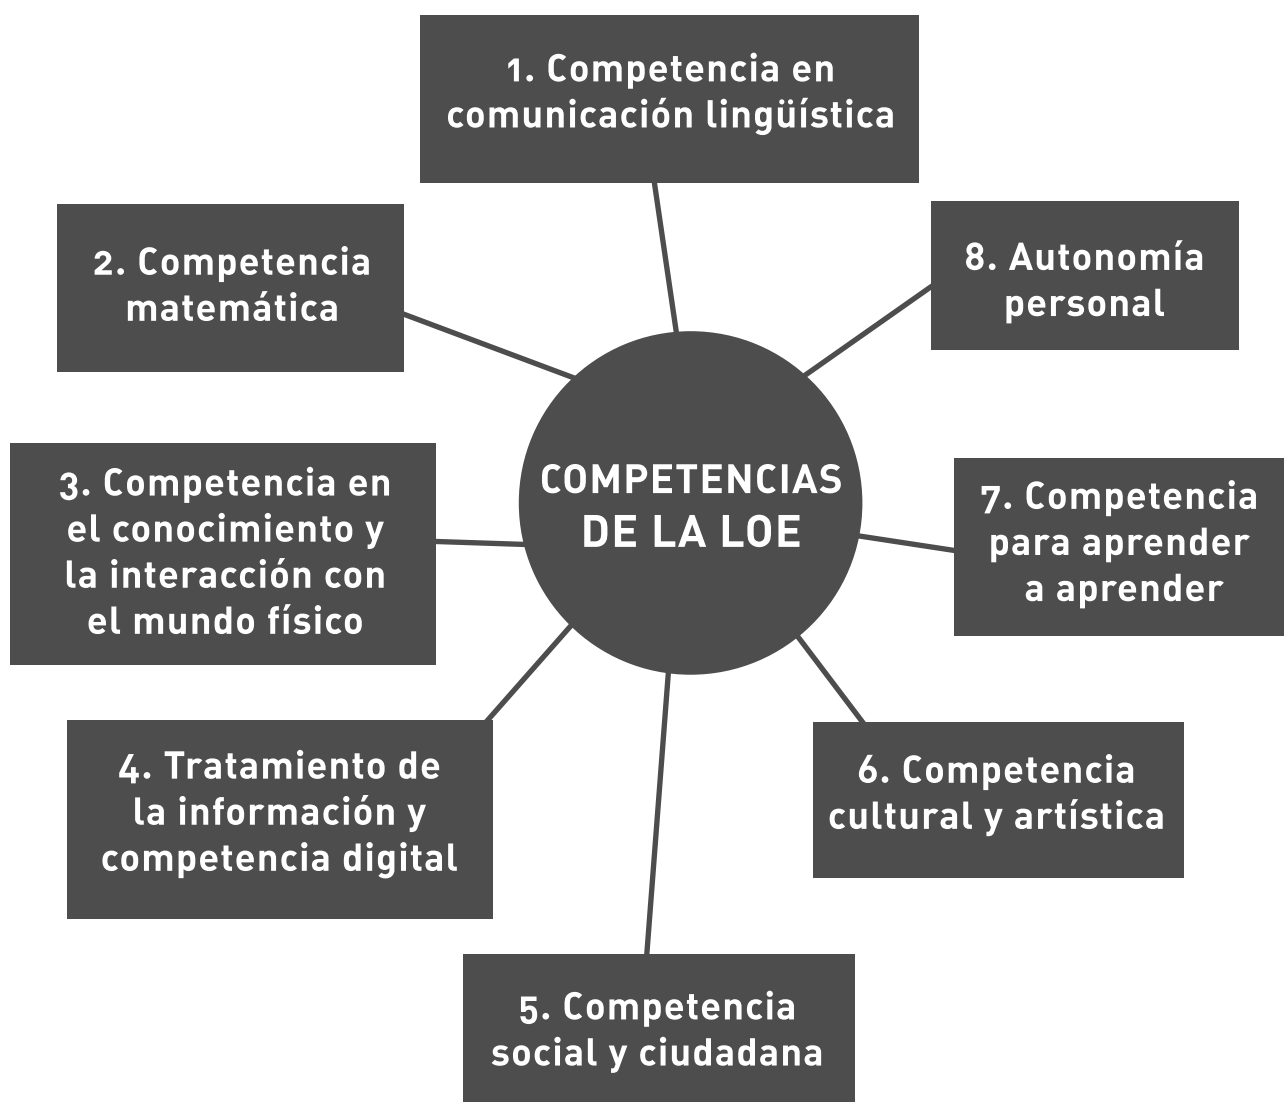 1. Competencia en
comunicación lingüística
2. Competencia
matemática
8. Autonomía
personal
COMPETENCIAS
DE LA LOE
3. Competencia en
el conocimiento y
la interacción con
el mundo físico
7. Competencia
para aprender
a aprender
4. Tratamiento de
la información y
competencia digital
6. Competencia
cultural y artística
5. Competencia
social y ciudadana